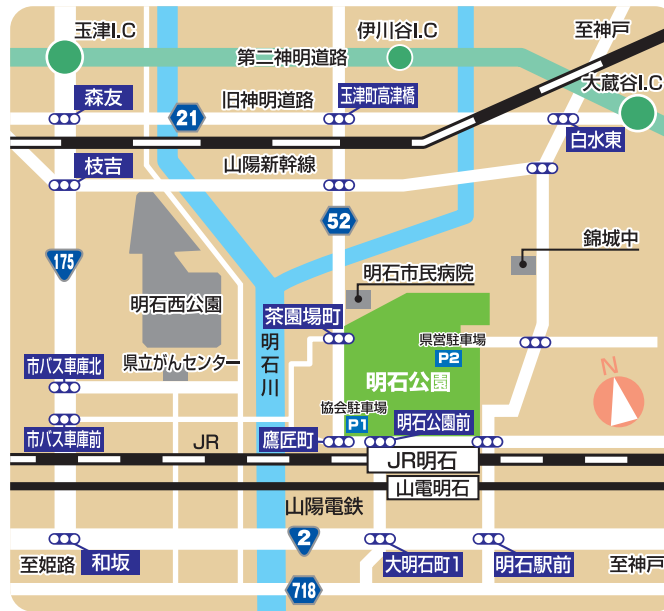 玉津I.C
伊川谷I.C
至神戸
第二神明道路
大蔵谷I.C
森友
旧神明道路
玉津町高津橋
21
白水東
枝吉
山陽新幹線
52
175
錦城中
明石市民病院
明石西公園
茶園場町
県営駐車場
P2
明石川
県立がんセンター
市バス車庫北
明石公園
N
協会駐車場
P1
明石公園前
市バス車庫前
JR
鷹匠町
JR明石
山電明石
山陽電鉄
2
至姫路
和坂
大明石町1
明石駅前
至神戸
718